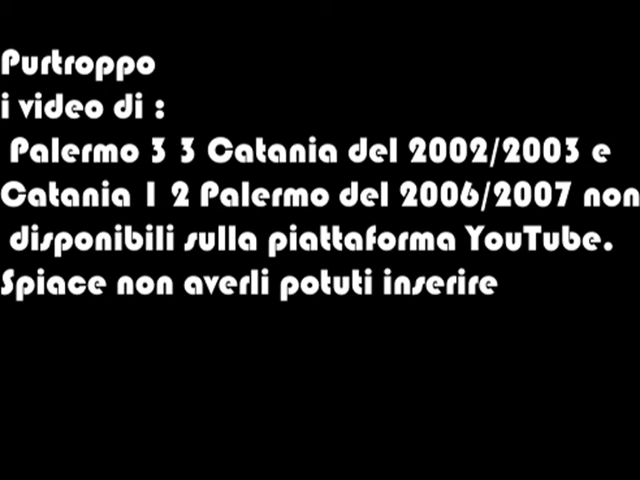 Purtroppo
i video di :
Palermo 3 3 Catania del 2002/2003 e
Catania 1 2 Palermo del 2006/2007 non
disponibili sulla piattaforma YouTube.
Spiace non averli potuti inserire